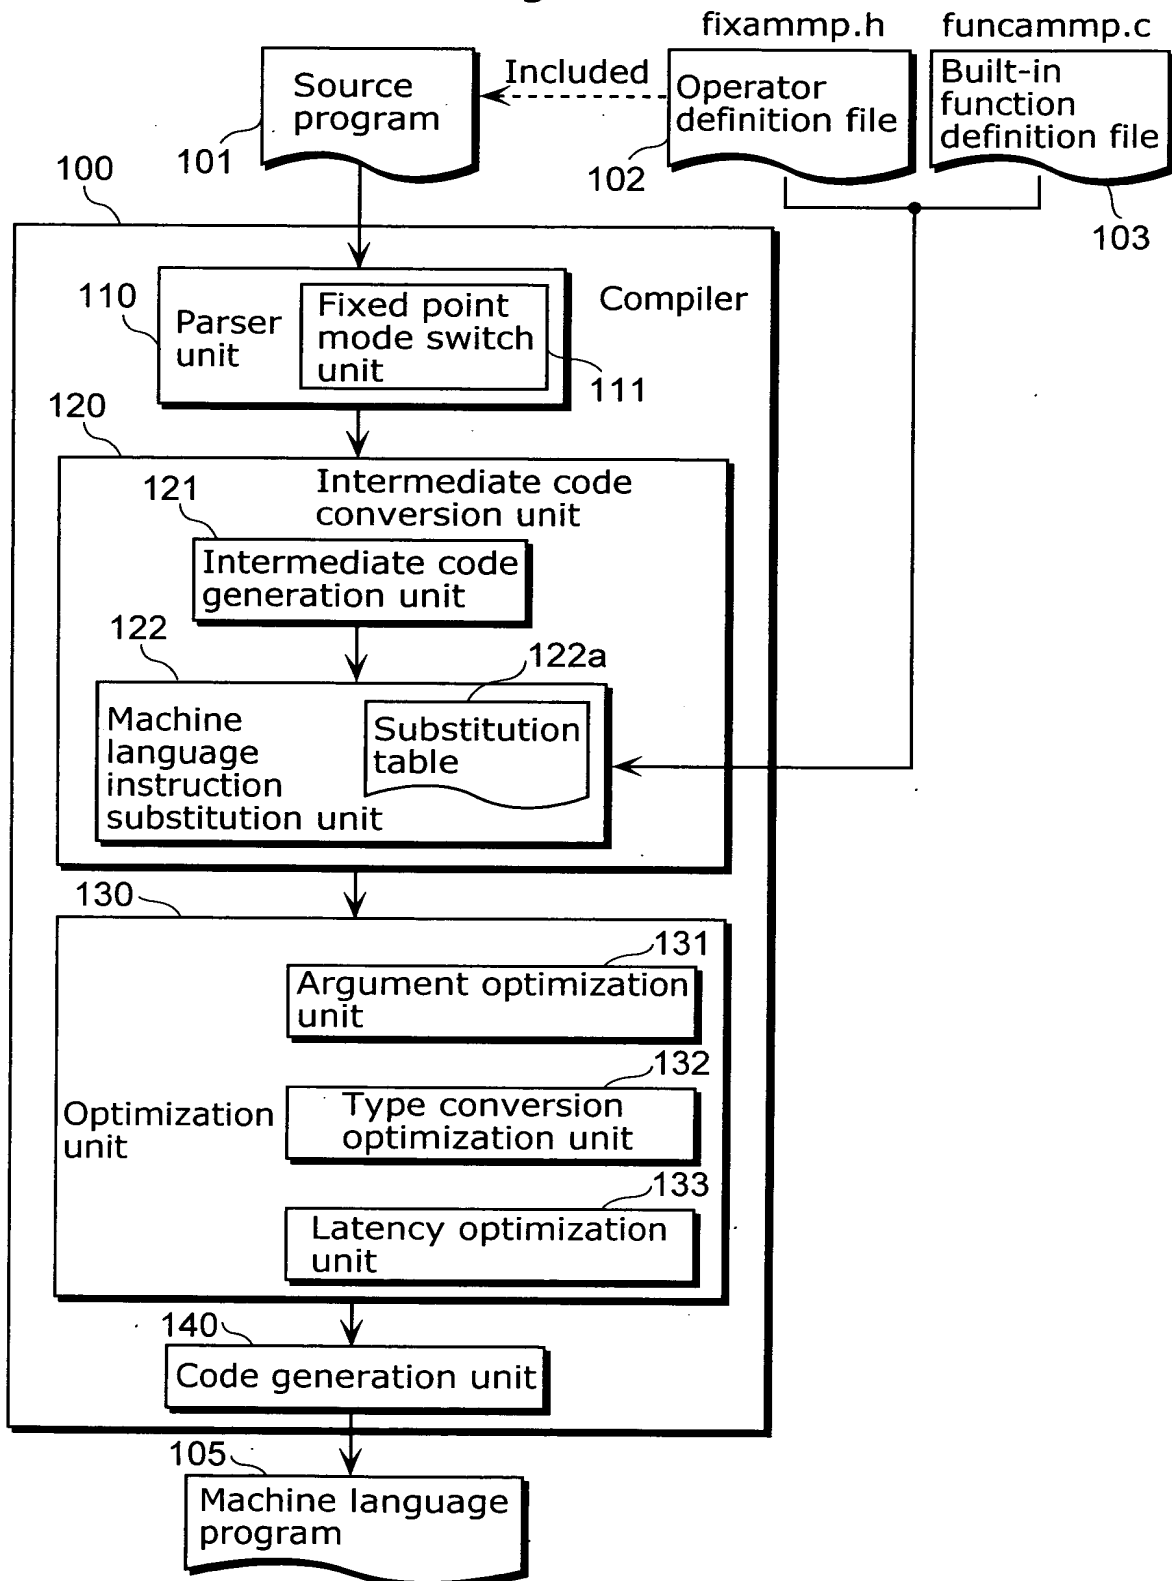 fixammp.h
funcammp.c
Source
program
Included
Operator
definition file
Built-in
function
definition file
101
102
103
100
Compiler
110
Parser
unit
Fixed point
mode switch
unit
111
120
Intermediate code
conversion unit
121
Intermediate code
generation unit
122
122a
Machine
language
instruction
substitution unit
Substitution
table
130
131
Argument optimization
unit
132
Optimization
unit
Type conversion
optimization unit
133
Latency optimization
unit
140
Code generation unit
105
Machine language
program